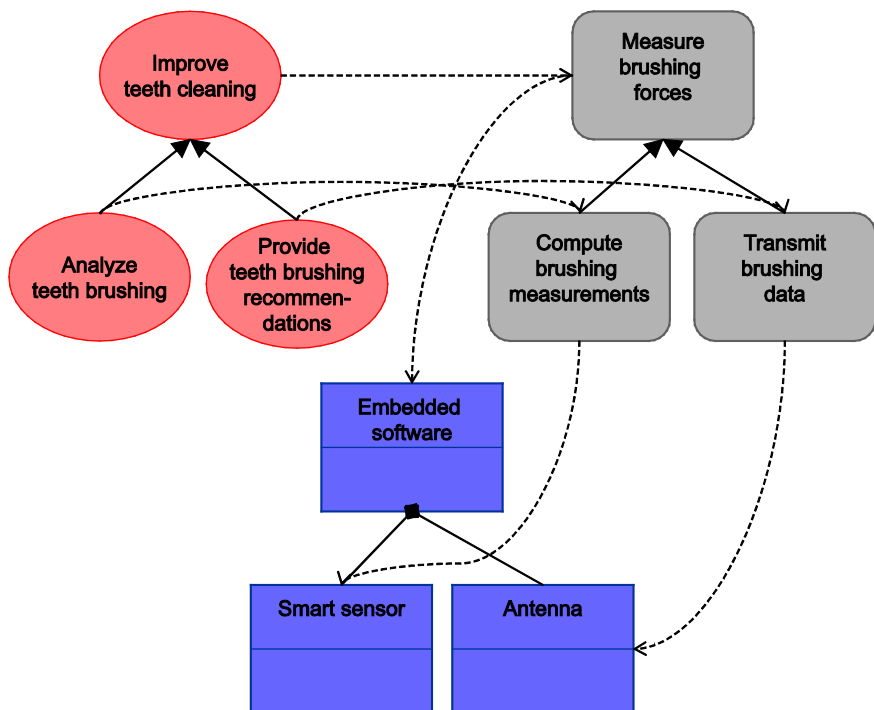 Improve
teeth cleaning
Measure
brushing
forces
Analyze
teeth brushing
Provide
teeth brushing
recommen-
dations
Compute
brushing
measurements
Transmit
brushing
data
Embedded
software
Smart sensor
Antenna